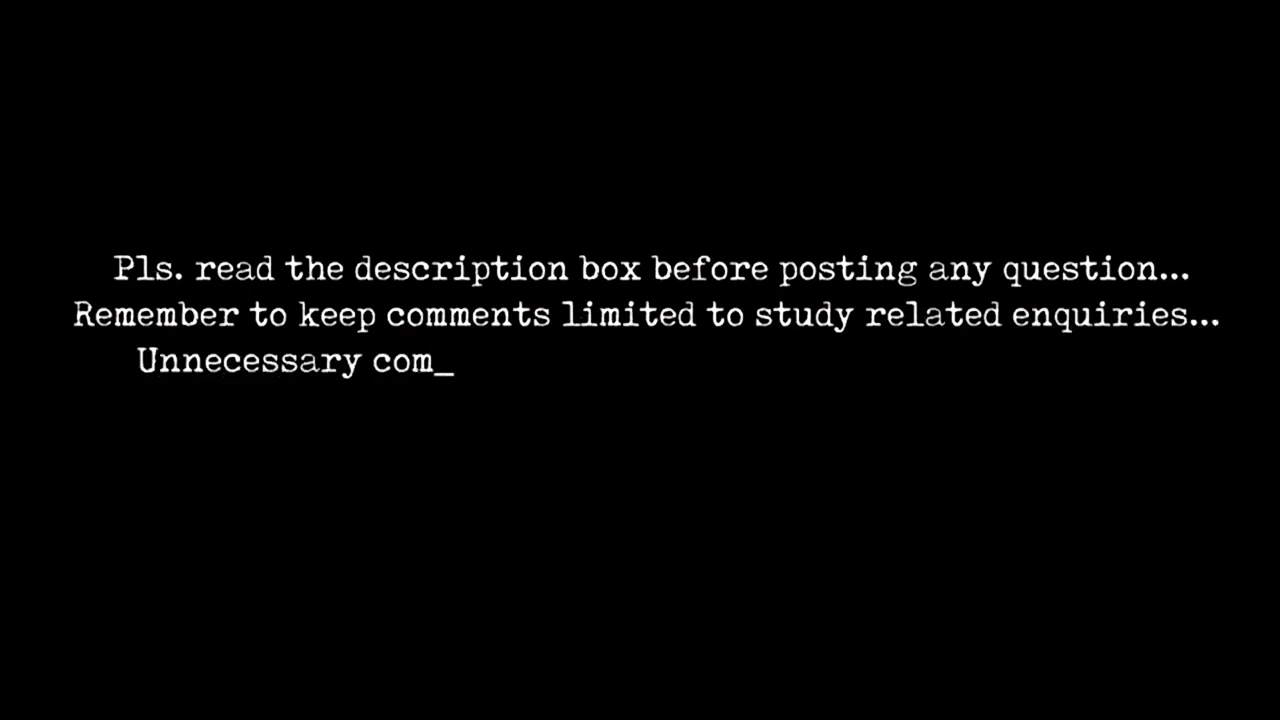 Pls. read the description box before posting any question...
Remember to keep comments limited to study related enquiries...
Unnecessary com_